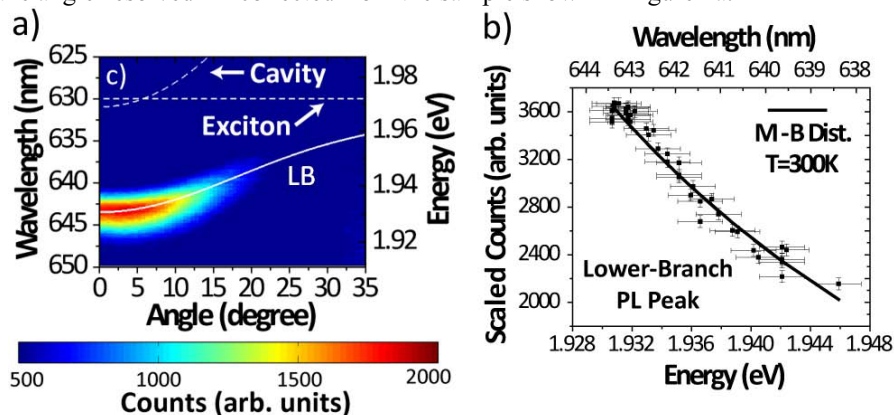 a)
c)
Cavity
Exciton
LB
Wavelength (nm)
625
630
635
640
645
650
Energy (eV)
1.98
1.96
1.94
1.93
1.92
0 5 10 15 20 25 30 35
Angle (degree)
500 1000 1500 2000
Counts (arb. units)
b)
Wavelength (nm)
644 643 642 641 640 639 638
Scaled Counts (arb. units)
3600
3200
2800
2400
2000
M -B Dist.
T=300K
Lower-Branch
PL Peak
1.928 1.932 1.936 1.940 1.944 1.948
Energy (eV)